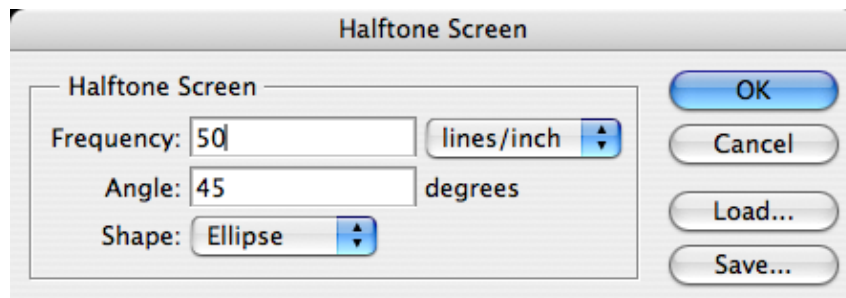 Halftone Screen
Halftone Screen
Frequency: 50 lines/inch
Angle: 45 degrees
Shape: Ellipse
OK
Cancel
Load...
Save...